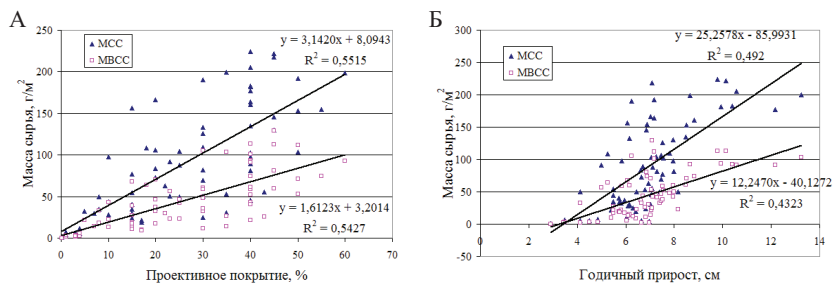 А
Масса сырья, г/м²
250
200
150
100
50
0
0 10 20 30 40 50 60 70
Проективное покрытие, %
МСС
МВСС
y = 3,1420x + 8,0943
R² = 0,5515
1,6123x + 3,2014
R² = 0,5427
Б
Масса сырья, г/м²
300
250
200
150
100
50
0
-50
0 2 4 6 8 10 12 14
Годичный прирост, см
МСС
МВСС
y = 25,2578x - 85,9931
R² = 0,492
12,2470x - 40,1272
R² = 0,4323